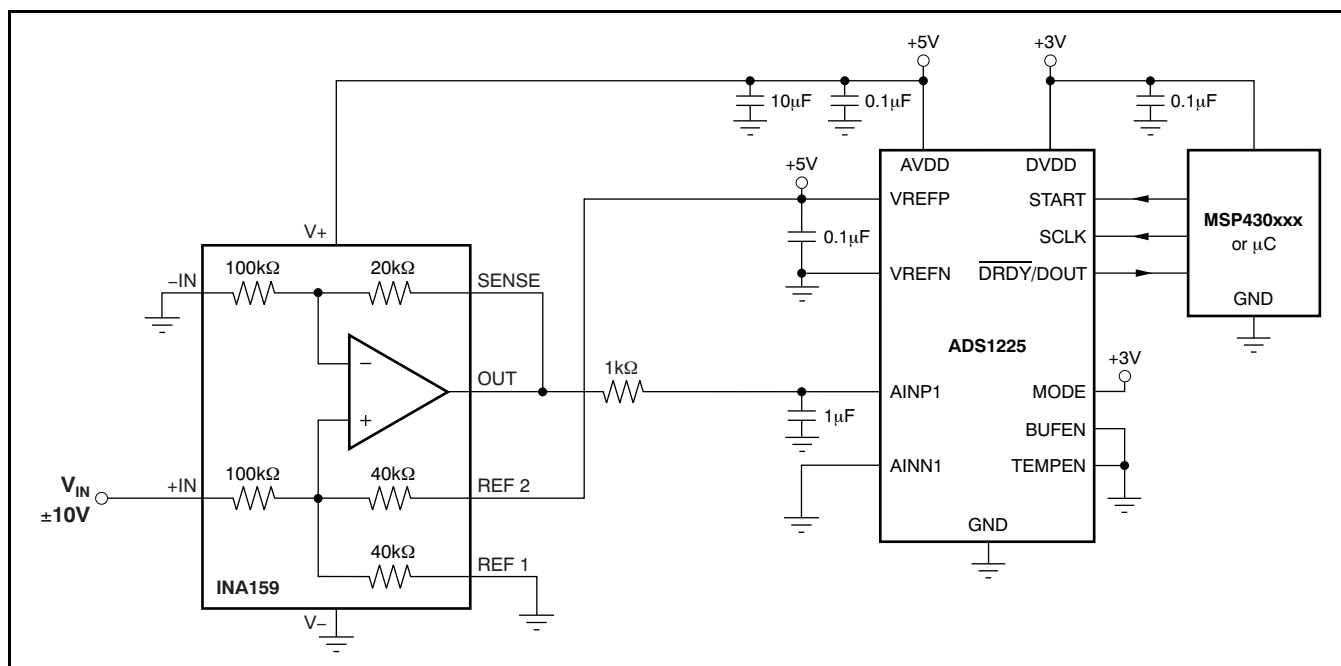 +5V
+3V
10μF
0.1μF
0.1μF
+5V
AVDD
DVDD
VREFP
START
MSP430xxx
or μC
V+
0.1μF
SCLK
100kΩ
20kΩ
–IN
SENSE
VREFN
DRDY/DOUT
GND
ADS1225
–
OUT
1kΩ
+3V
AINP1
MODE
+
1μF
BUFEN
100kΩ
40kΩ
AINN1
TEMPEN
VIN
±10V
+IN
REF 2
GND
40kΩ
REF 1
INA159
V–